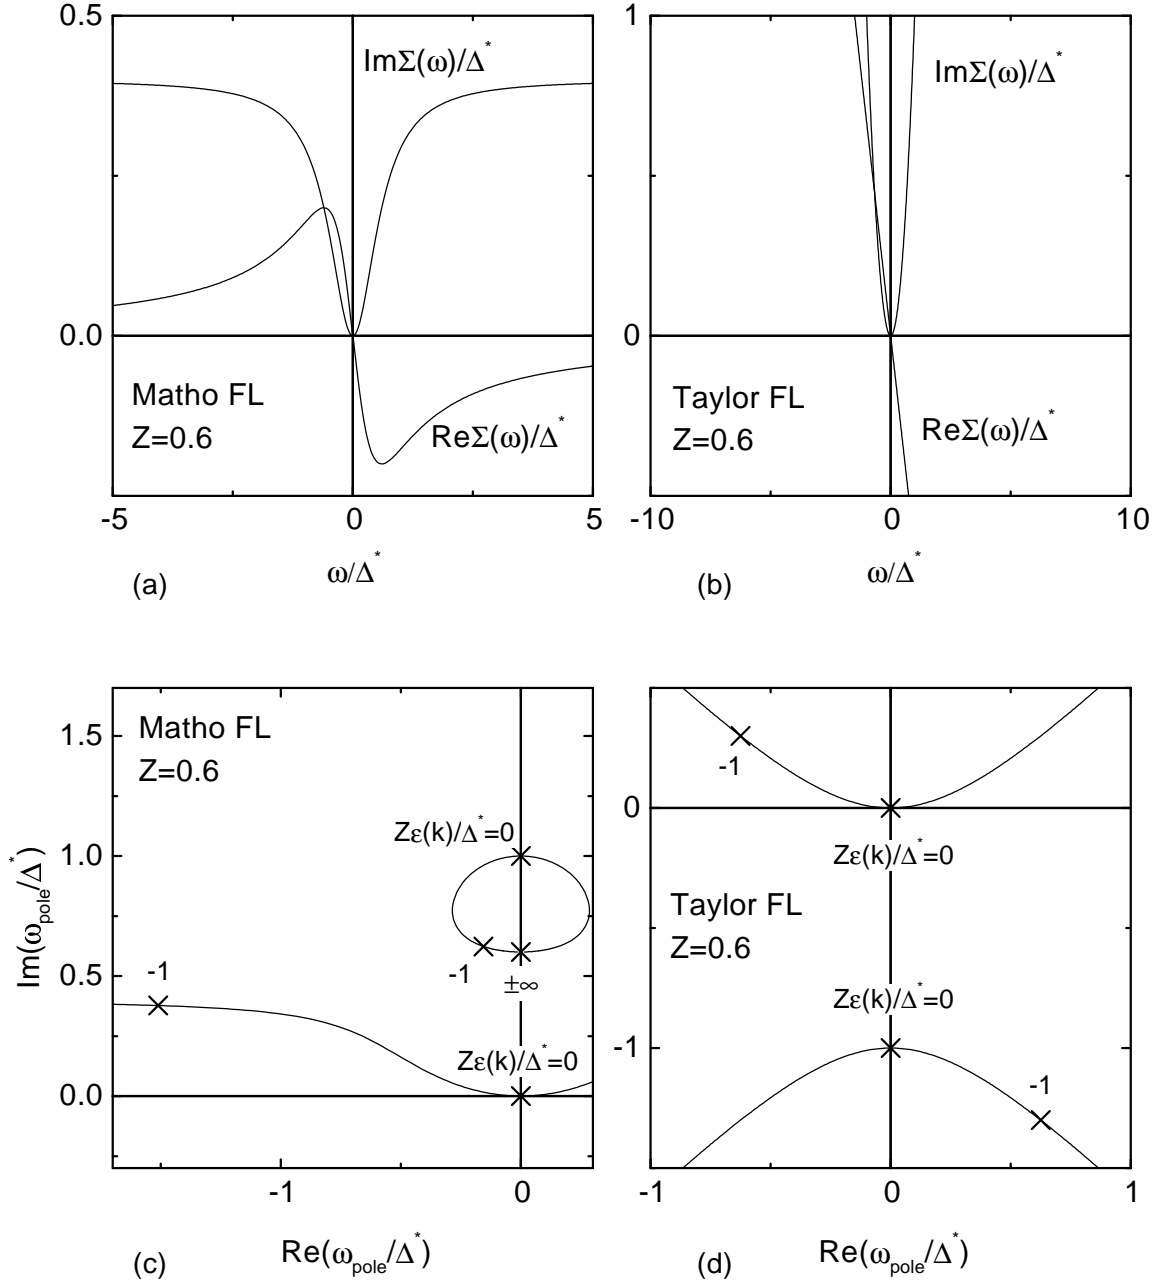 0.5
0.0
ImΣ(ω)/Δ*
Matho FL
Z=0.6
ReΣ(ω)/Δ*
-5
0
5
(a)
ω/Δ*
1
0
ImΣ(ω)/Δ*
Taylor FL
Z=0.6
ReΣ(ω)/Δ*
-10
0
10
(b)
ω/Δ*
Im(ω_pole/Δ*)
1.5
1.0
0.5
0.0
Matho FL
Z=0.6
Zε(k)/Δ*=0
-1
±∞
-1
Zε(k)/Δ*=0
-1
0
(c)
Re(ω_pole/Δ*)
0
-1
-1
Zε(k)/Δ*=0
Taylor FL
Z=0.6
Zε(k)/Δ*=0
-1
-1
0
1
(d)
Re(ω_pole/Δ*)